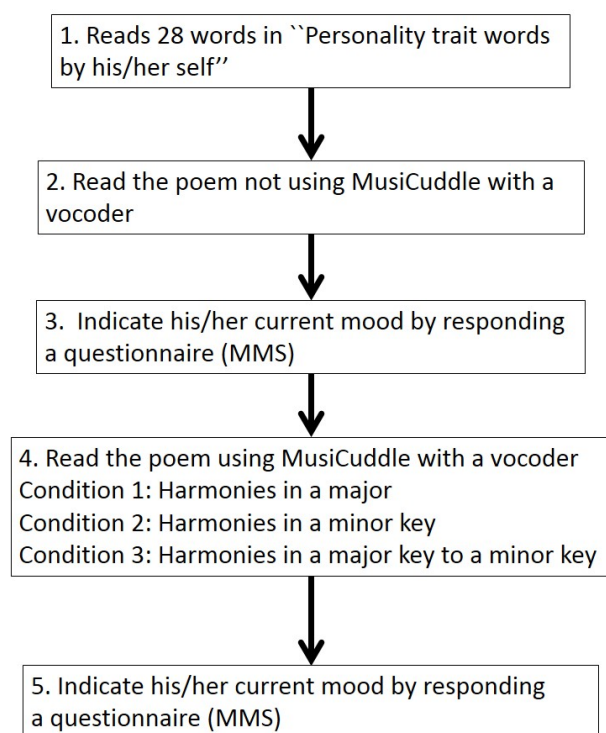 1. Reads 28 words in ``Personality trait words
by his/her self’’
2. Read the poem not using MusiCuddle with a
vocoder
3. Indicate his/her current mood by responding
a questionnaire (MMS)
4. Read the poem using MusiCuddle with a vocoder
Condition 1: Harmonies in a major
Condition 2: Harmonies in a minor key
Condition 3: Harmonies in a major key to a minor key
5. Indicate his/her current mood by responding
a questionnaire (MMS)